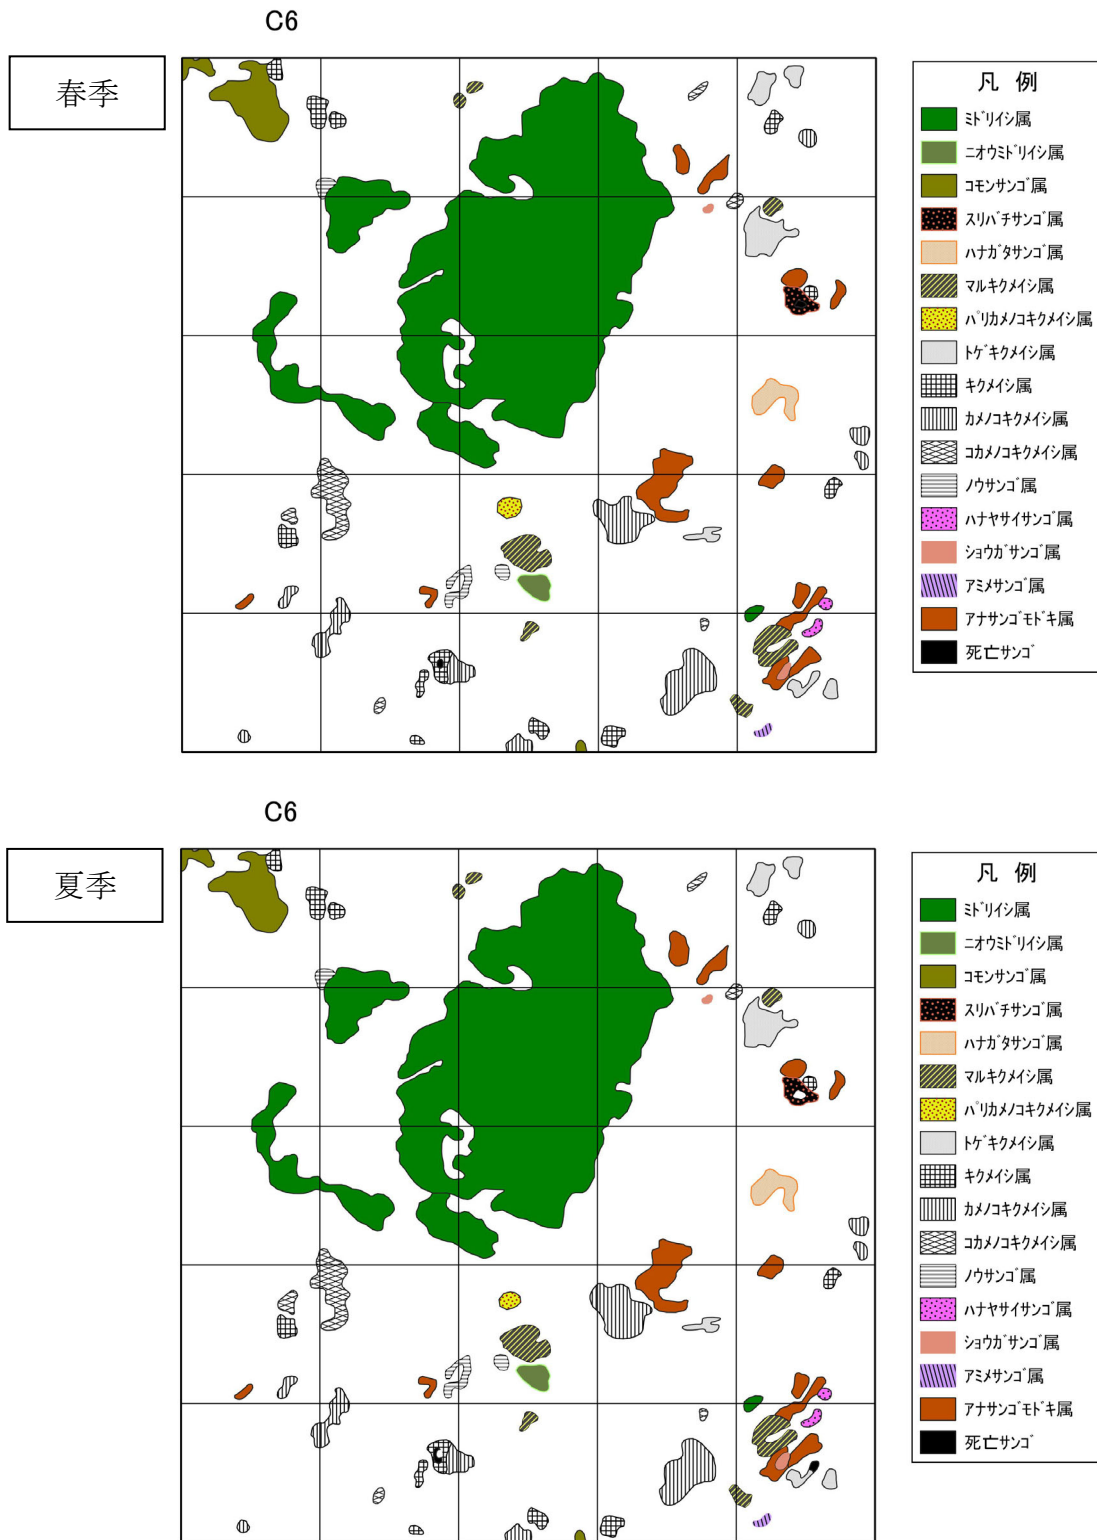 C6
春季
凡 例
ミドリイシ属
ニオウミドリイシ属
コモンサンゴ属
スリバチサンゴ属
ハナガタサンゴ属
マルキクメイシ属
パリカメノコキクメイシ属
トゲキクメイシ属
キクメイシ属
カメノコキクメイシ属
コカメノコキクメイシ属
ノウサンゴ属
ハナヤサイサンゴ属
ショウガサンゴ属
アミメサンゴ属
アナサンゴモドキ属
死亡サンゴ
C6
夏季
凡 例
ミドリイシ属
ニオウミドリイシ属
コモンサンゴ属
スリバチサンゴ属
ハナガタサンゴ属
マルキクメイシ属
パリカメノコキクメイシ属
トゲキクメイシ属
キクメイシ属
カメノコキクメイシ属
コカメノコキクメイシ属
ノウサンゴ属
ハナヤサイサンゴ属
ショウガサンゴ属
アミメサンゴ属
アナサンゴモドキ属
死亡サンゴ